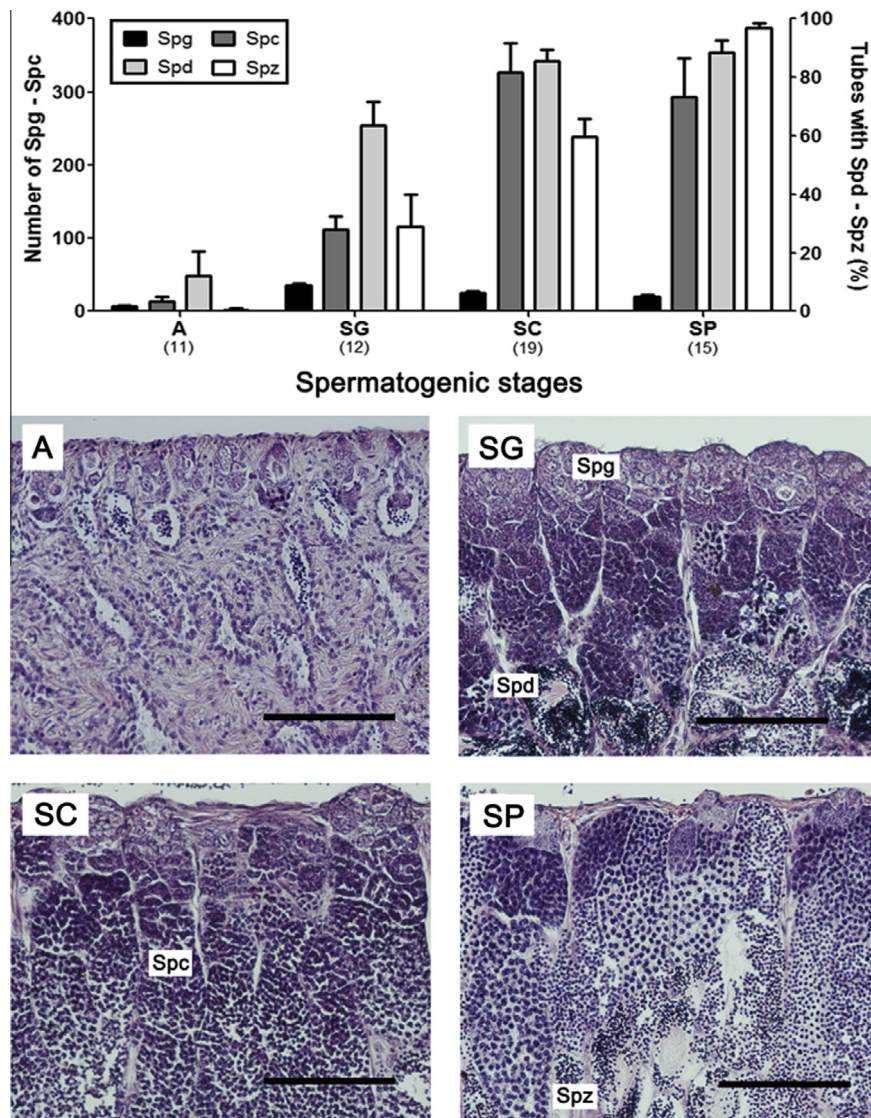 400
300
200
100
0
Number of Spg - Spc
Spg Spc
Spd Spz
100
80
60
40
20
0
Tubes with Spd - Spz (%)
A SG SC SP
(11) (12) (19) (15)
Spermatogenic stages
A
SG
Spg
Spd
SC
Spc
SP
Spz